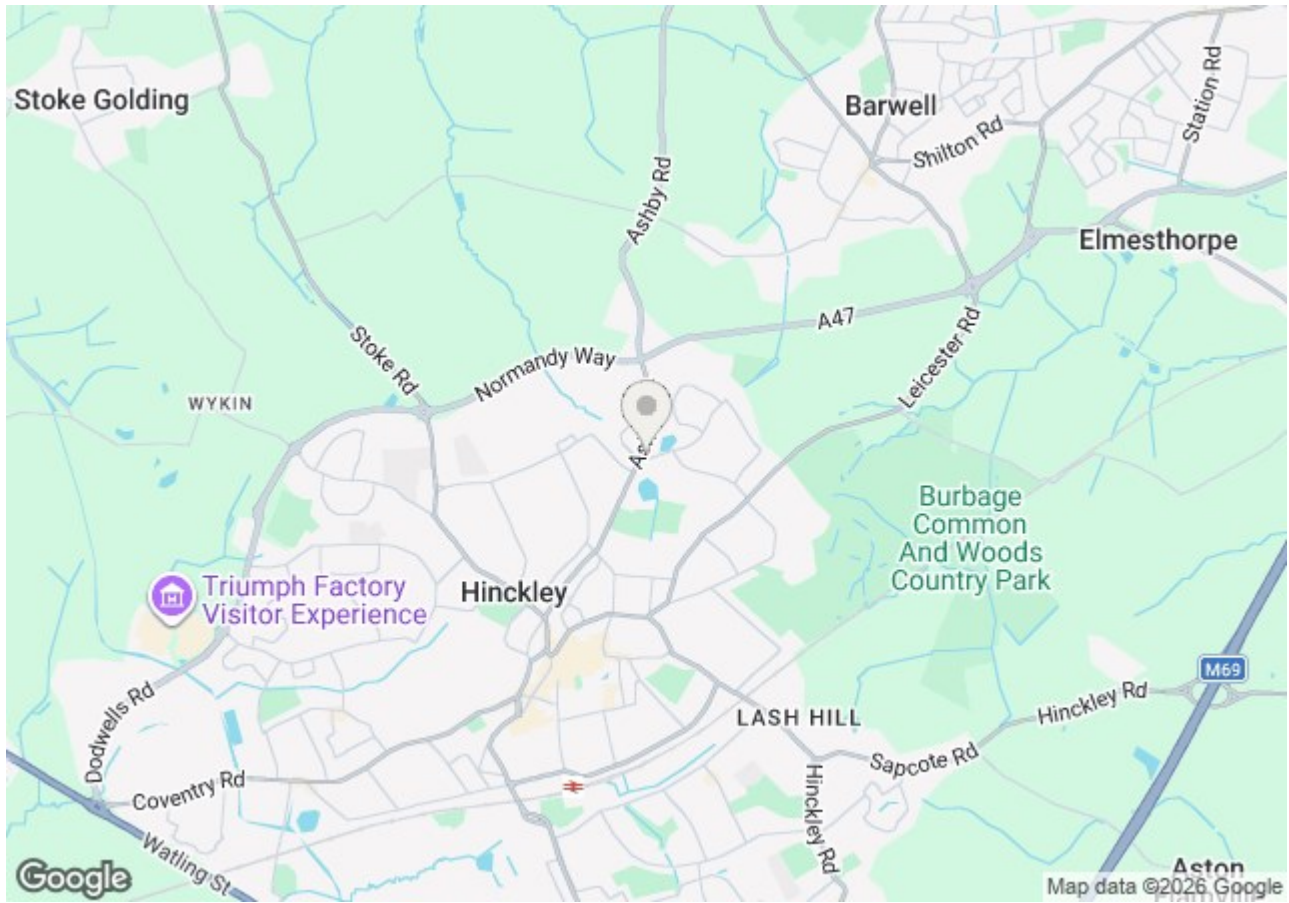 Stoke Golding
Barwell
Station Rd
Shilton Rd
Ashby Rd
Elmesthorpe
A47
Stoke Rd
Normandy Way
Leicester Rd
WYKIN
As
Burbage
Common
And Woods
Country Park
Triumph Factory
Visitor Experience
Hinckley
M69
Dodwells Rd
LASH HILL
Hinckley Rd
Sapcote Rd
Coventry Rd
Hinckley Rd
Watling St
Aston
Google
Map data ©2026 Google